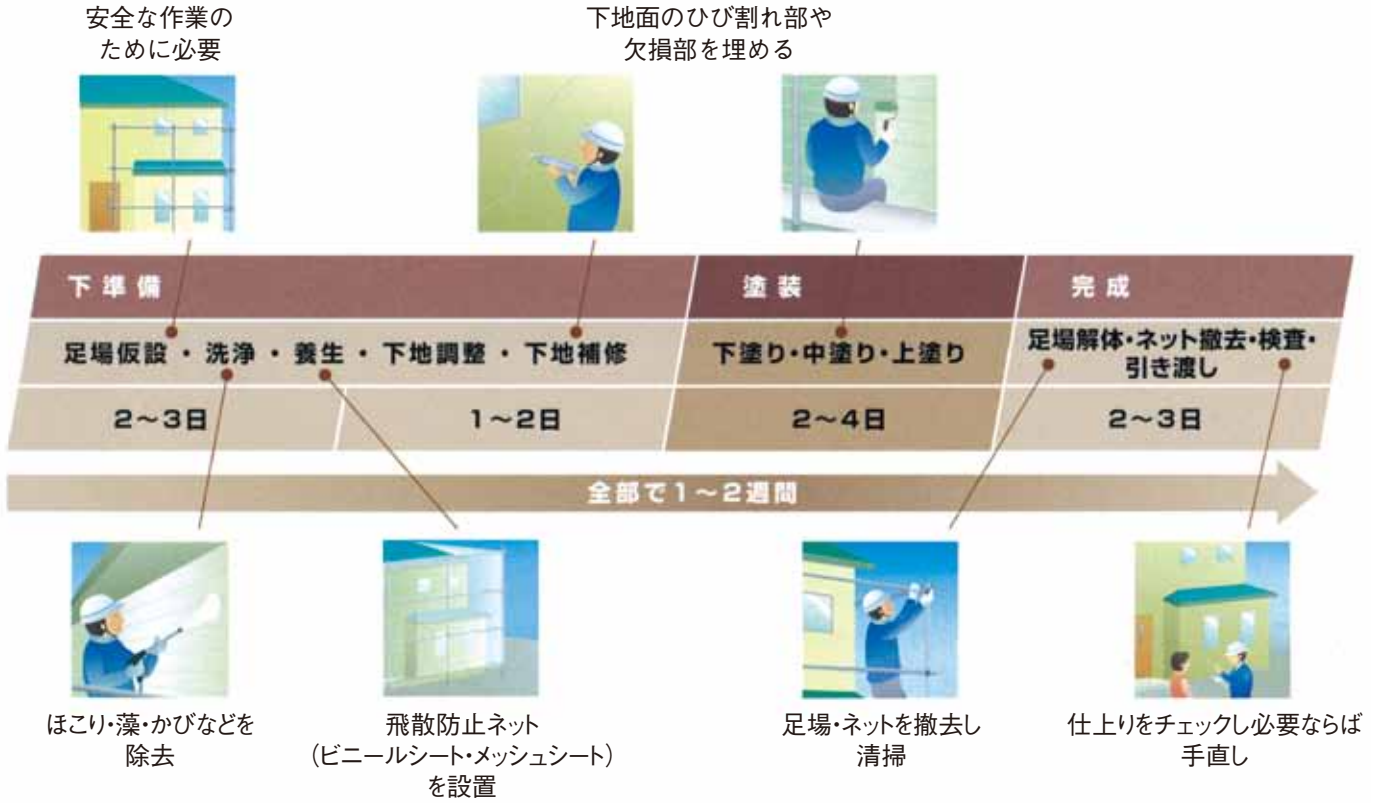 安全な作業の
ために必要
下地面のひび割れ部や
欠損部を埋める
下準備
塗装
完成
足場仮設・洗浄・養生・下地調整・下地補修
下塗り・中塗り・上塗り
足場解体・ネット撤去・検査・
引き渡し
2〜3日
1〜2日
2〜4日
2〜3日
全部で1〜2週間
ほこり・藻・かびなどを
除去
飛散防止ネット
(ビニールシート・メッシュシート)
を設置
足場・ネットを撤去し
清掃
仕上りをチェックし必要ならば
手直し